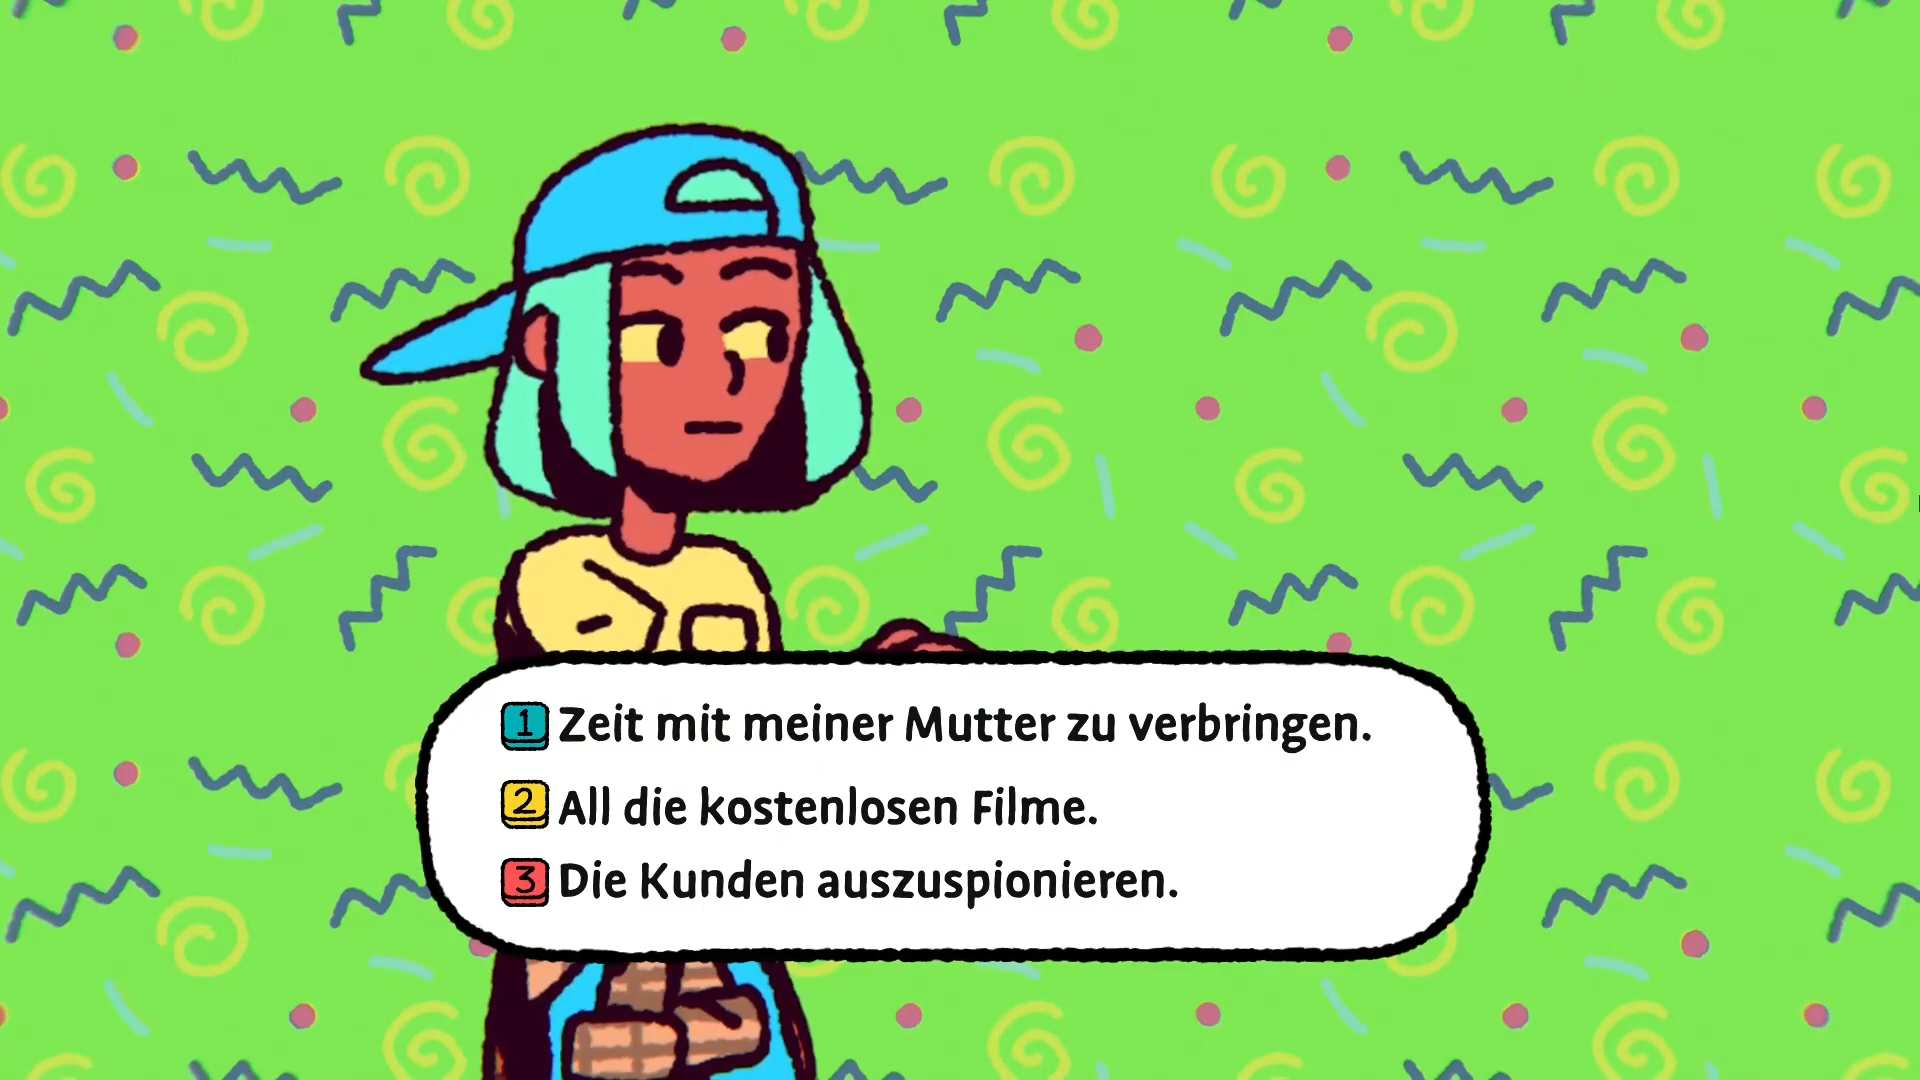 1 Zeit mit meiner Mutter zu verbringen.
2 All die kostenlosen Filme.
3 Die Kunden auszuspionieren.